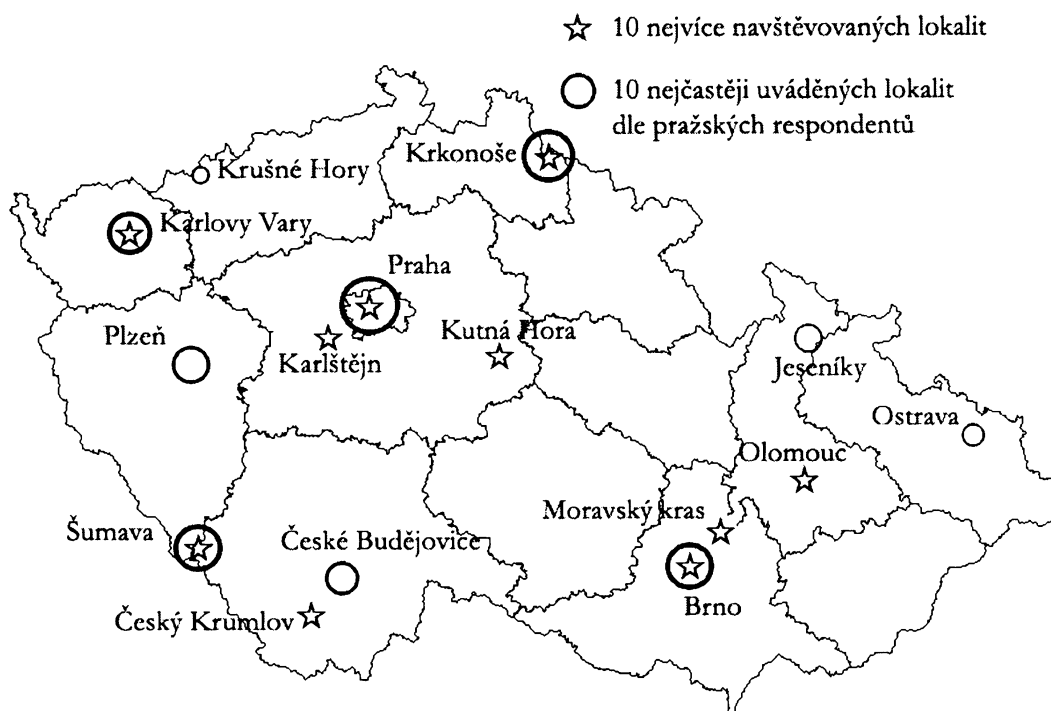 10 nejvíce navštěvovaných lokalit
10 nejčastěji uváděných lokalit
dle pražských respondentů
Krkonoše
Krušné Hory
Karlovy Vary
Praha
Plzeň
Kutná Hora
Karlštějn
Jeseníky
Ostrava
Olomouc
Moravský kras
Šumava
České Budějovice
Brno
Český Krumlov